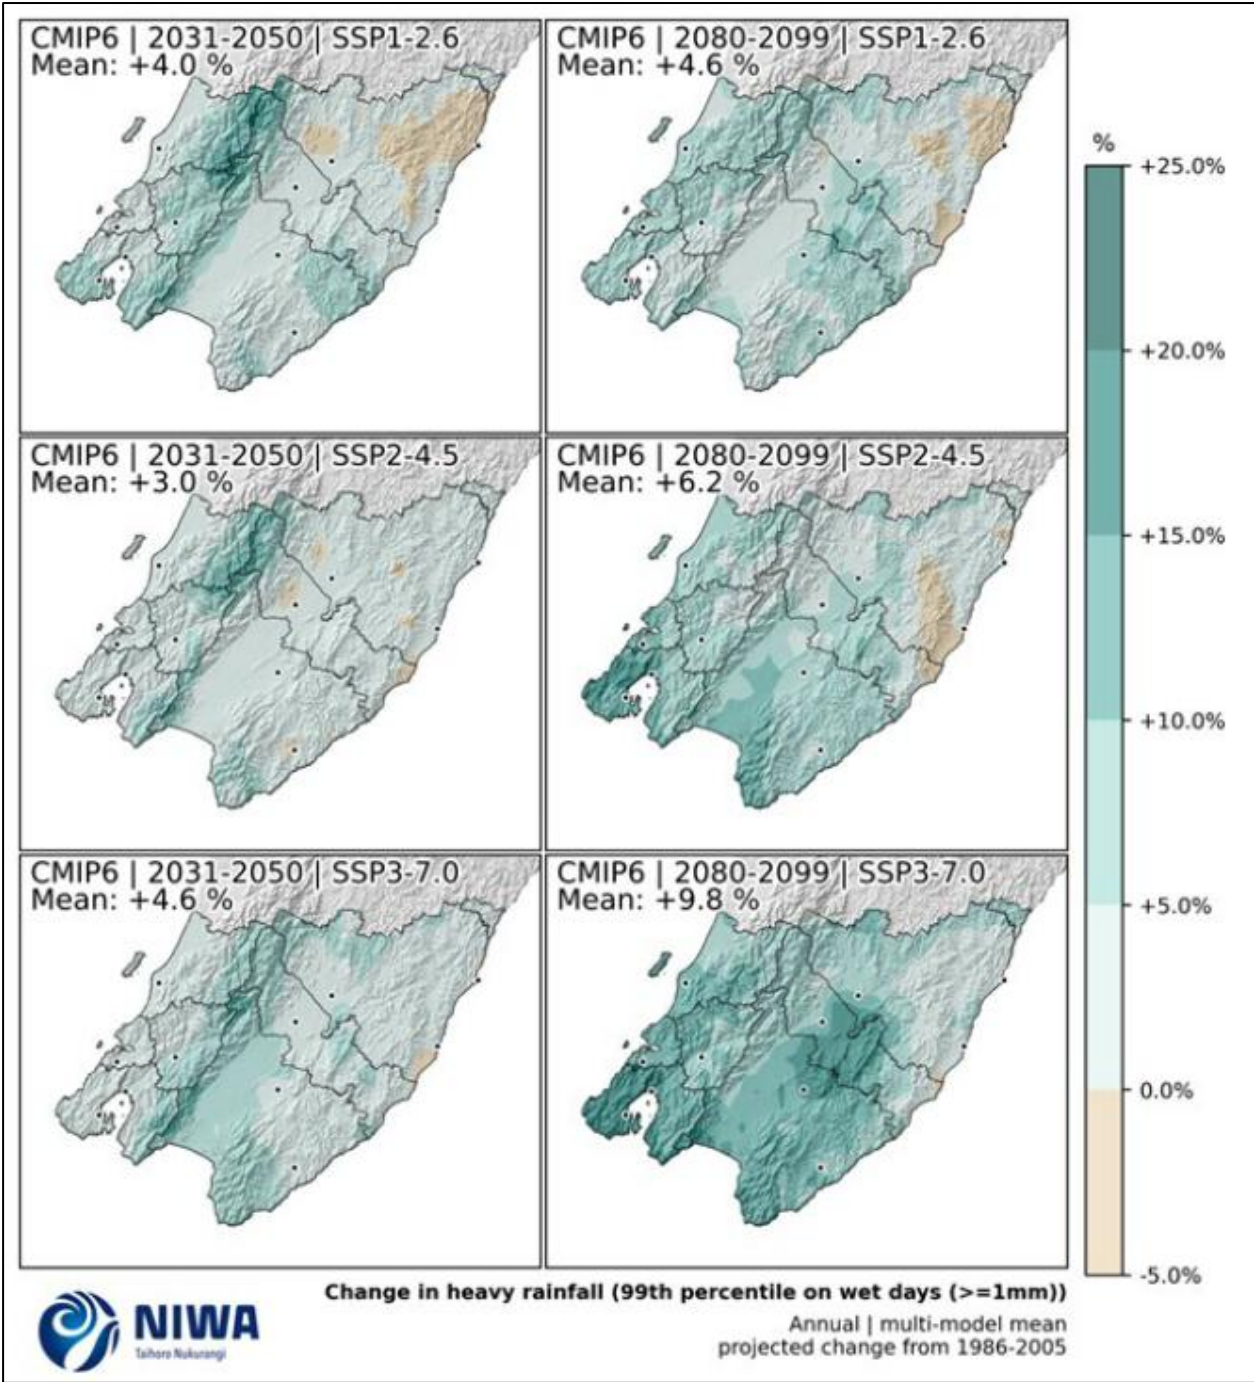 CMIP6 | 2031-2050 | SSP1-2.6
Mean: +4.0 %
CMIP6 | 2080-2099 | SSP1-2.6
Mean: +4.6 %
CMIP6 | 2031-2050 | SSP2-4.5
Mean: +3.0 %
CMIP6 | 2080-2099 | SSP2-4.5
Mean: +6.2 %
CMIP6 | 2031-2050 | SSP3-7.0
Mean: +4.6 %
CMIP6 | 2080-2099 | SSP3-7.0
Mean: +9.8 %
%
+25.0%
+20.0%
+15.0%
+10.0%
+5.0%
0.0%
-5.0%
NIWA
Taihoro Nukurangi
Change in heavy rainfall (99th percentile on wet days (>=1mm))
Annual | multi-model mean
projected change from 1986-2005